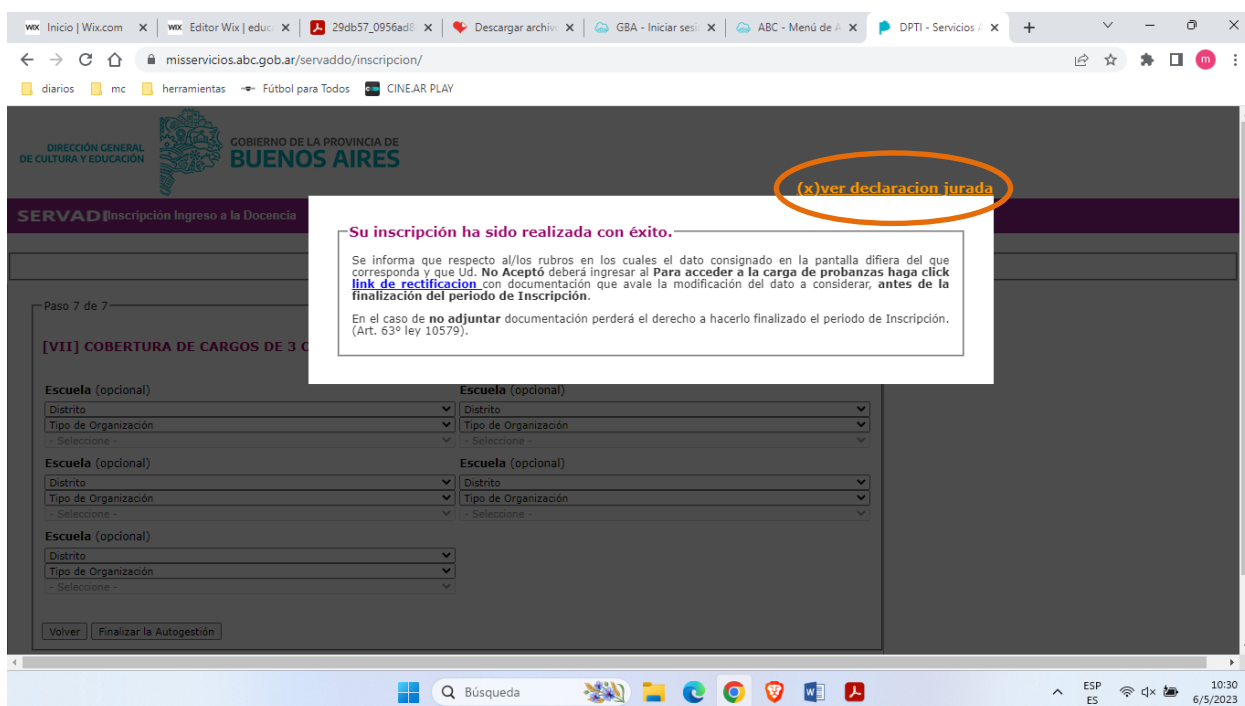 Inicio | Wix.com
Editor Wix | educ
29db57_0956ad8
Descargar archivo
GBA - Iniciar sesi
ABC - Menú de A
DPTI - Servicios A
misservicios.abc.gob.ar/servaddo/inscripcion/
m
diarios
mc
herramientas
Fútbol para Todos
CINE.AR PLAY
DIRECCIÓN GENERAL
DE CULTURA Y EDUCACIÓN
GOBIERNO DE LA PROVINCIA DE
BUENOS AIRES
(x)ver declaracion jurada
SERVAD Inscripción Ingreso a la Docencia
Su inscripción ha sido realizada con éxito.
Se informa que respecto al/los rubros en los cuales el dato consignado en la pantalla difiera del que
corresponda y que Ud. No Aceptó deberá ingresar al Para acceder a la carga de probanzas haga click
link de rectificacion con documentación que avale la modificación del dato a considerar, antes de la
finalización del periodo de Inscripción.
En el caso de no adjuntar documentación perderá el derecho a hacerlo finalizado el periodo de Inscripción.
(Art. 63º ley 10579).
Paso 7 de 7
[VII] COBERTURA DE CARGOS DE 3 C
Escuela (opcional)
Distrito
Tipo de Organización
- Seleccione -
Escuela (opcional)
Distrito
Tipo de Organización
- Seleccione -
Escuela (opcional)
Distrito
Tipo de Organización
- Seleccione -
Escuela (opcional)
Distrito
Tipo de Organización
- Seleccione -
Escuela (opcional)
Distrito
Tipo de Organización
- Seleccione -
Volver
Finalizar la Autogestión
Búsqueda
ESP
ES
10:30
6/5/2023